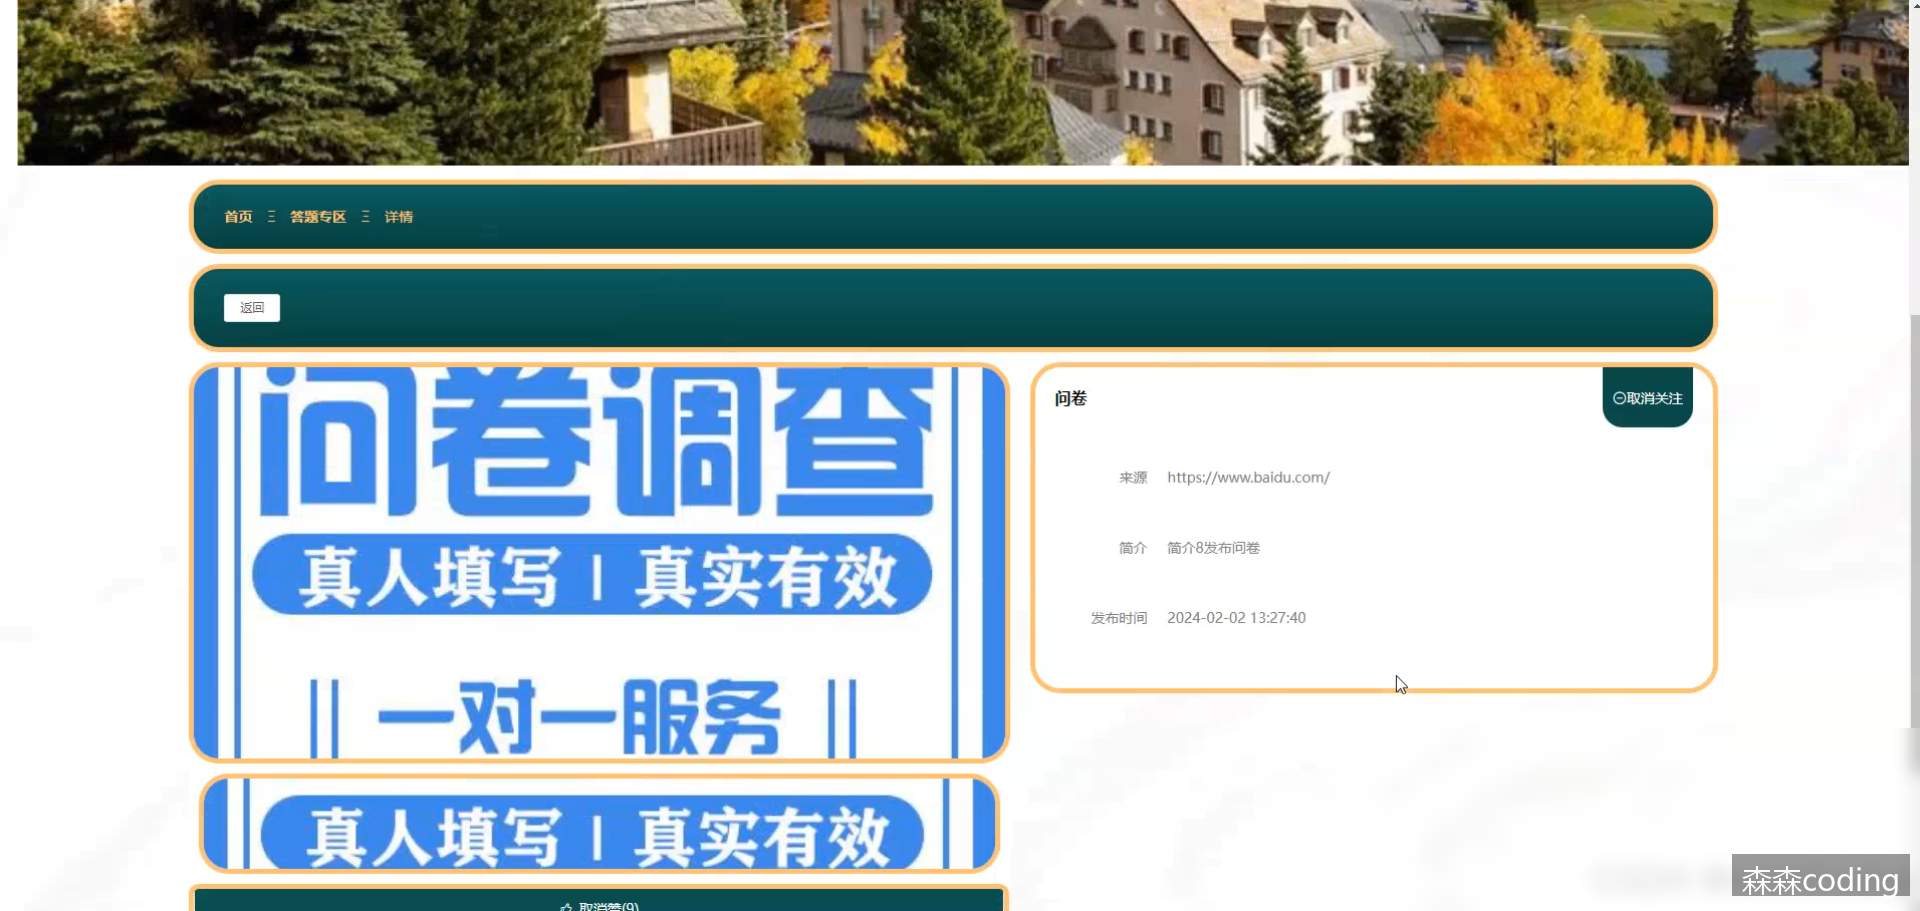 首页 Ξ 答题专区 Ξ 详情
返回
问卷调查
真人填写 | 真实有效
一对一服务
真人填写 | 真实有效
取消赞(9)
问卷
取消关注
来源 https://www.baidu.com/
简介 简介8发布问卷
发布时间 2024-02-02 13:27:40
森森coding